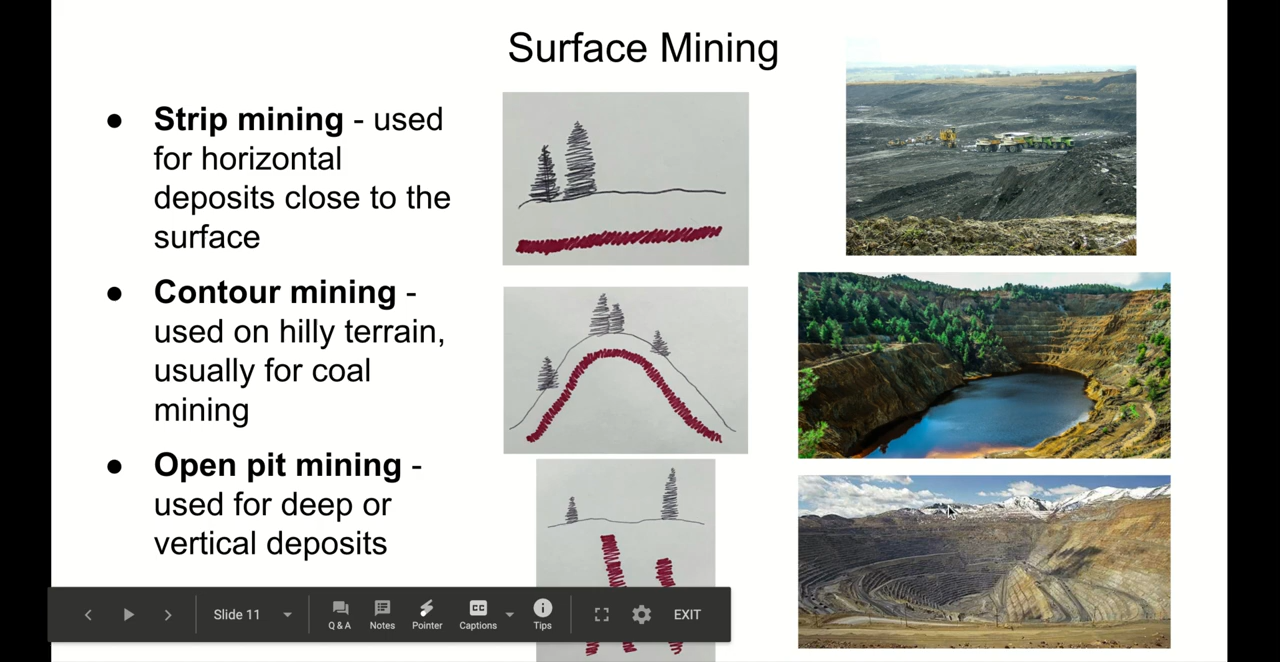 Surface Mining
● Strip mining - used
for horizontal
deposits close to the
surface
● Contour mining -
used on hilly terrain,
usually for coal
mining
● Open pit mining -
used for deep or
vertical deposits
Slide 11
Q & A
Notes
Pointer
CC
Captions
Tips
EXIT